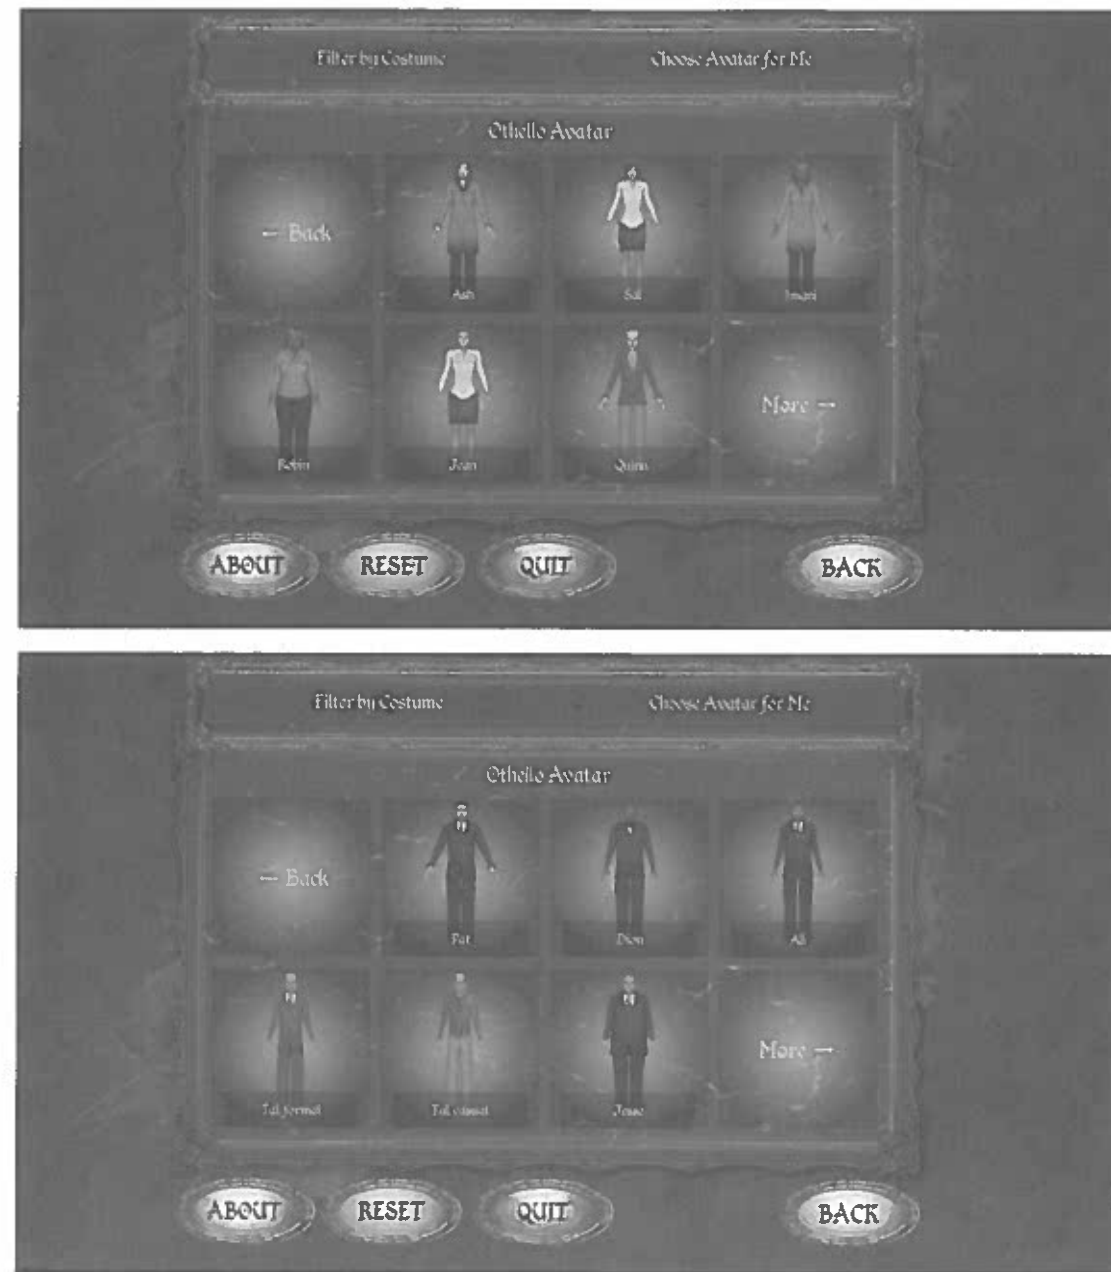 Filter by Costume Choose Avatar for Me
Othello Avatar
← Back
Ash Sal Imani
Robin Jean Quinn
More →
ABOUT RESET QUIT BACK
Filter by Costume Choose Avatar for Me
Othello Avatar
← Back
Pat Dion Ali
Tal formal Tal casual Jesse
More →
ABOUT RESET QUIT BACK